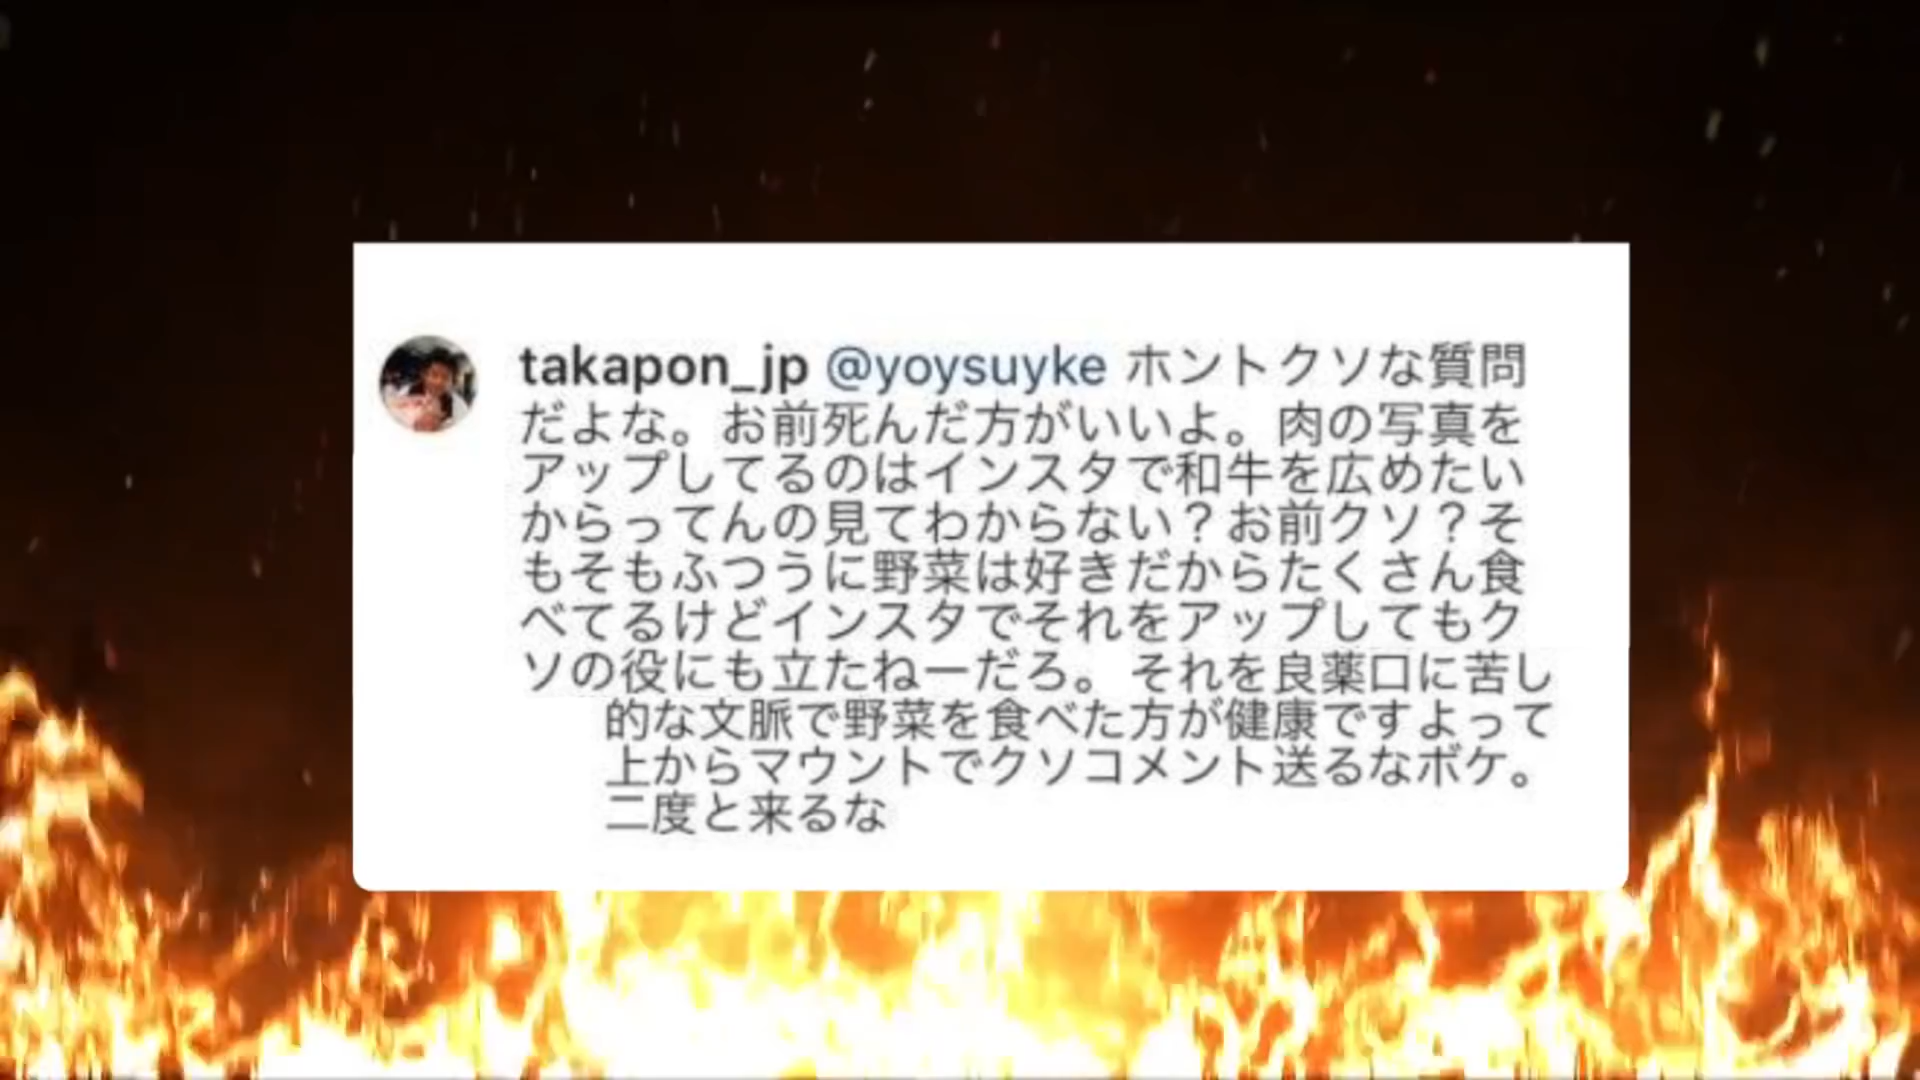 takapon_jp @yoysuyke ホントクソな質問
だよな。お前死んだ方がいいよ。肉の写真を
アップしてるのはインスタで和牛を広めたい
からってんの見てわからない？お前クソ？そ
もそもふつうに野菜は好きだからたくさん食
べてるけどインスタでそれをアップしてもク
ソの役にも立たねーだろ。 それを良薬口に苦し
的な文脈で野菜を食べた方が健康ですよって
上からマウントでクソコメント送るなボケ。
二度と来るな